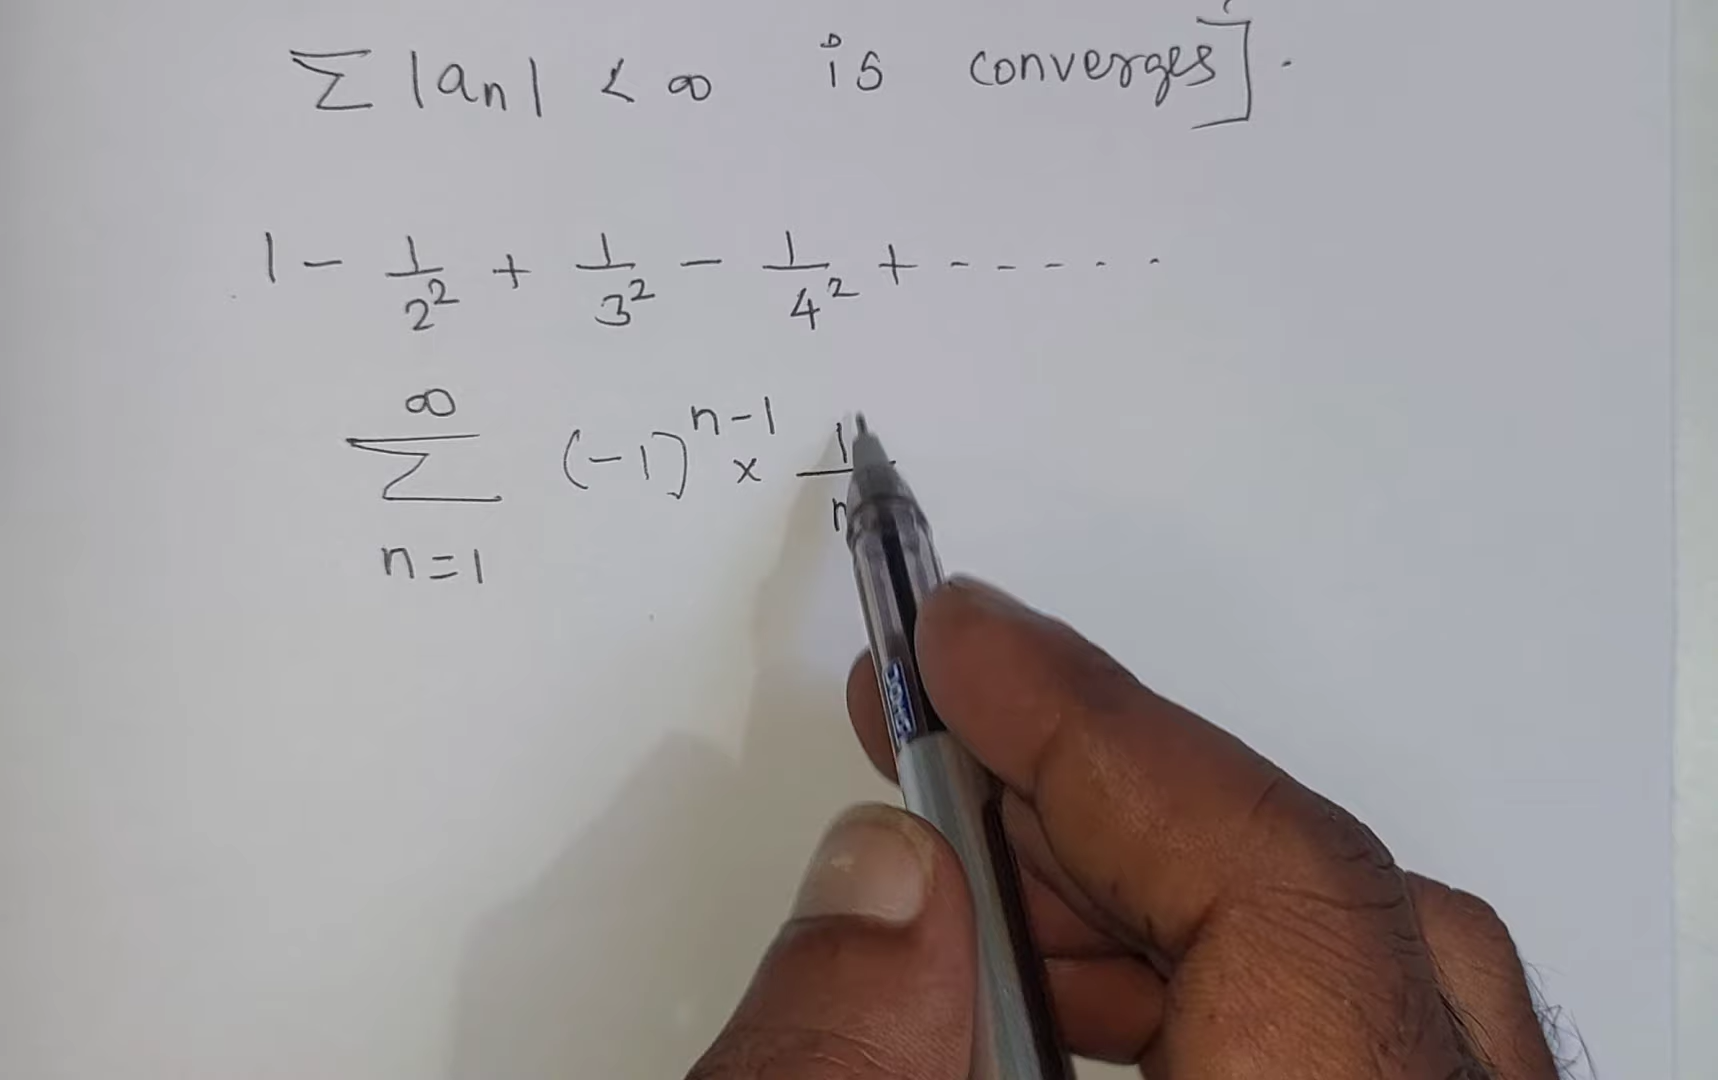 Σ |an| < ∞ is converges].
1 - 1/2² + 1/3² - 1/4² + - - - - -
∞
Σ (-1)^n-1 × 1/n
n=1